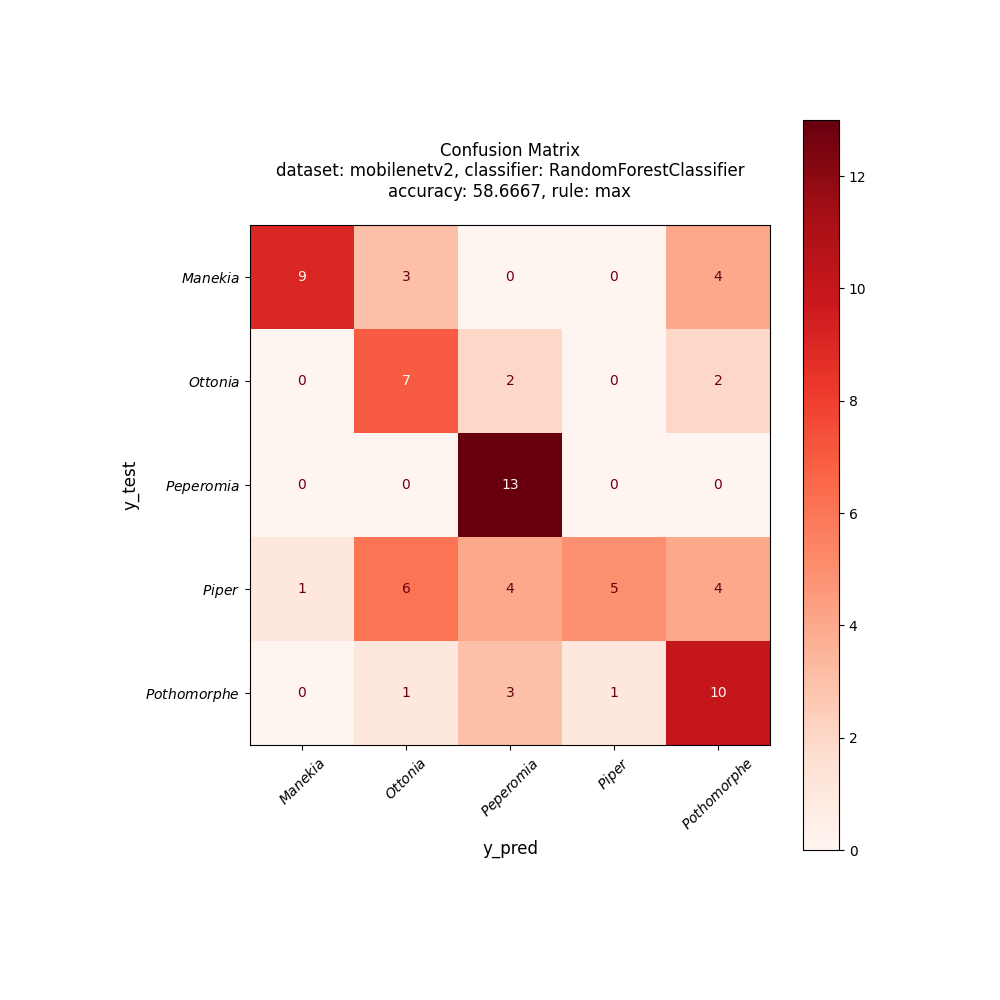 Confusion Matrix
dataset: mobilenetv2, classifier: RandomForestClassifier
accuracy: 58.6667, rule: max
Manekia 9 3 0 0 4
Ottonia 0 7 2 0 2
Peperomia 0 0 13 0 0
Piper 1 6 4 5 4
Pothomorphe 0 1 3 1 10
y_test
Manekia Ottonia Peperomia Piper Pothomorphe
y_pred
12
10
8
6
4
2
0